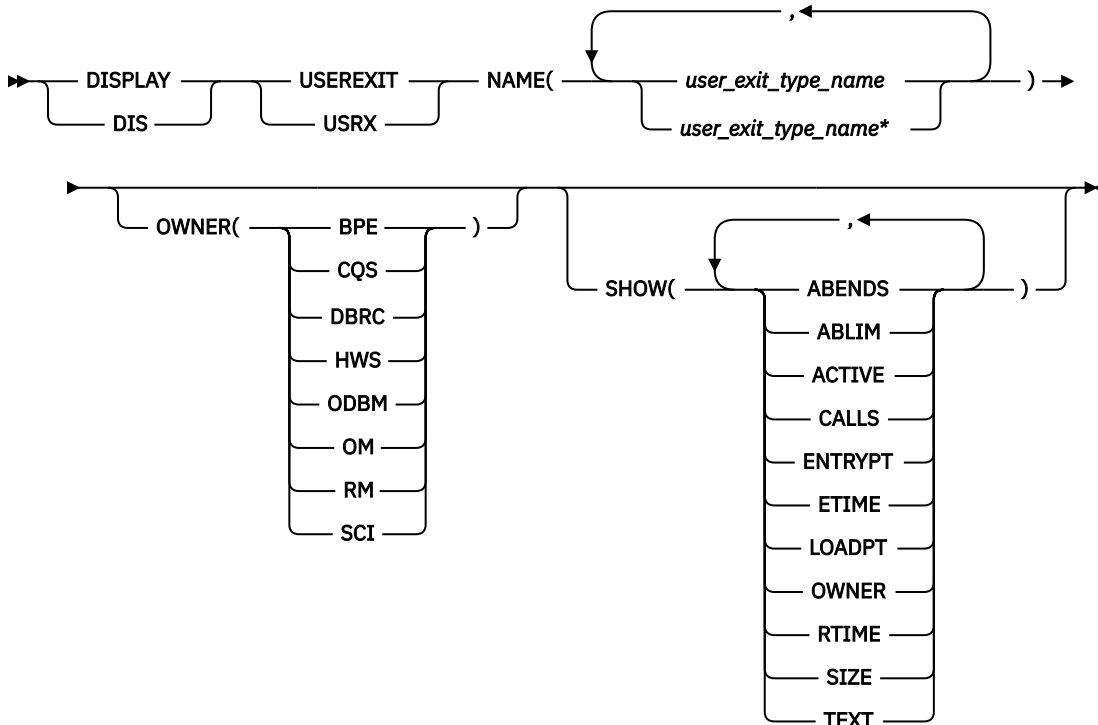 ,
DISPLAY USEREXIT NAME( user_exit_type_name )
DIS USRX user_exit_type_name*
OWNER( BPE )
CQS
DBRC
HWS
ODBM
OM
RM
SCI
,
SHOW( ABENDS )
ABLIM
ACTIVE
CALLS
ENTRYPT
ETIME
LOADPT
OWNER
RTIME
SIZE
TEXT